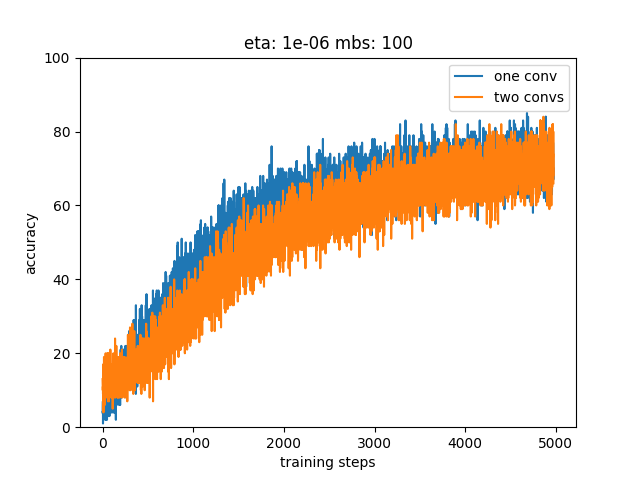 eta: 1e-06 mbs: 100
100
80
60
40
20
0
accuracy
one conv
two convs
0 1000 2000 3000 4000 5000
training steps